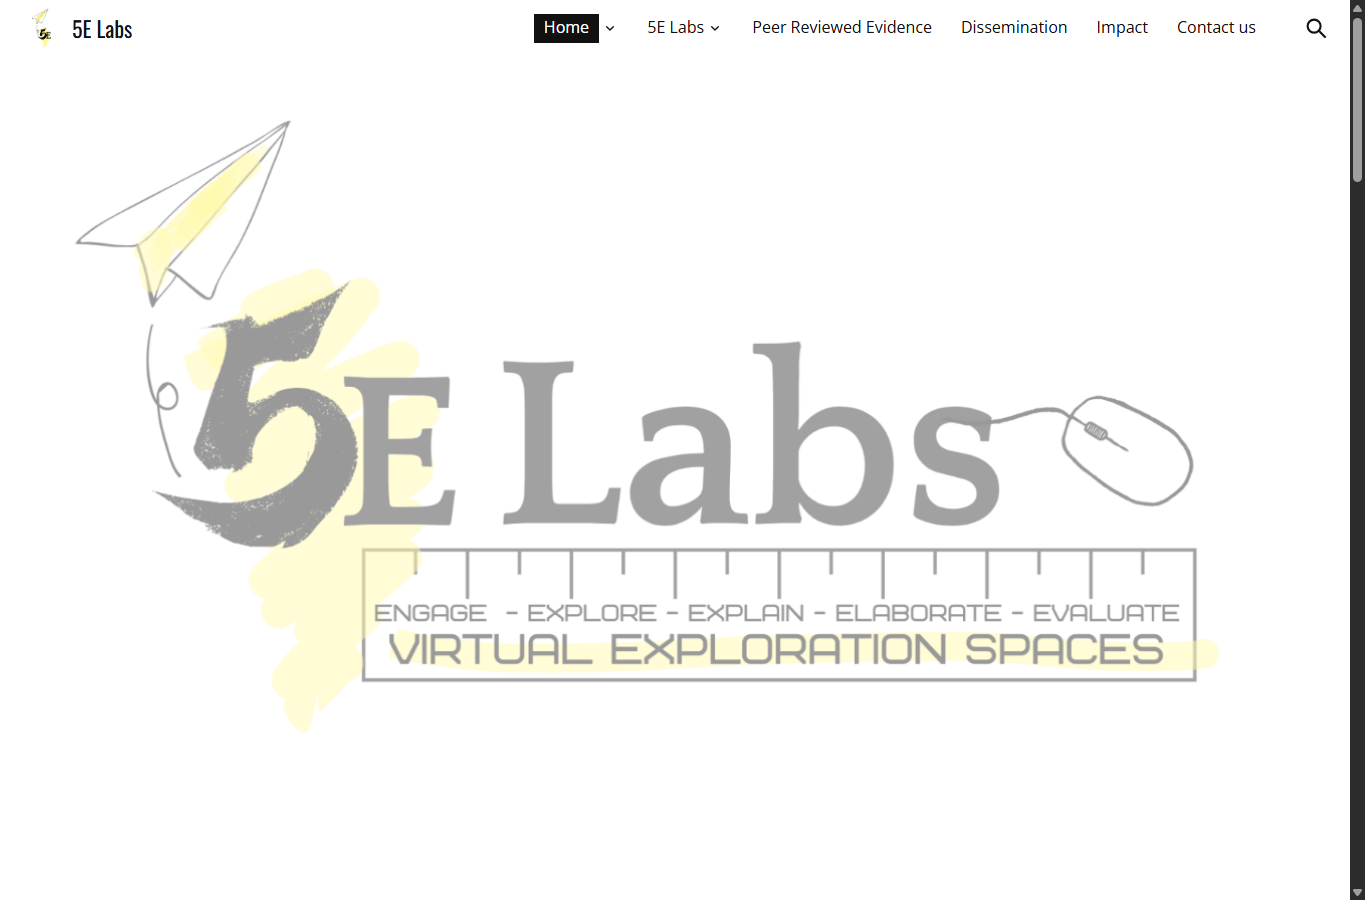 5E
5E Labs
Home
5E Labs
Peer Reviewed Evidence
Dissemination
Impact
Contact us
5E Labs
ENGAGE - EXPLORE - EXPLAIN - ELABORATE - EVALUATE
VIRTUAL EXPLORATION SPACES